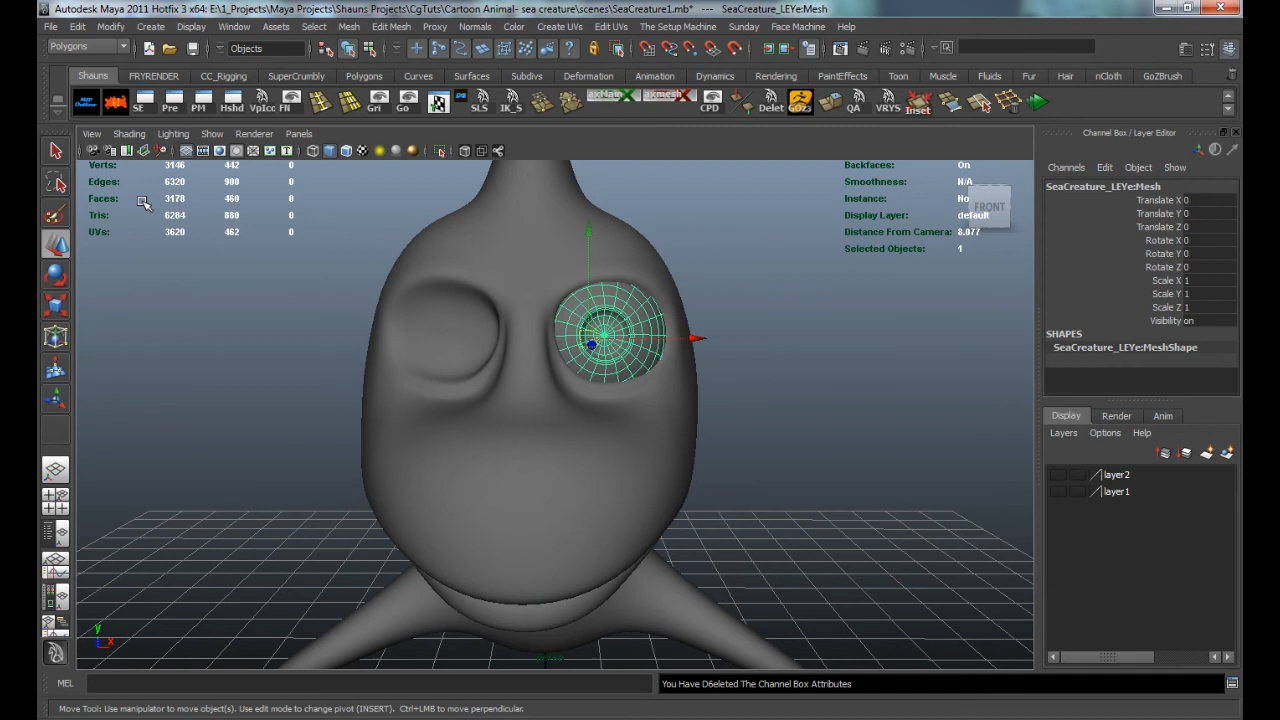 Autodesk Maya 2011 Hotfix 3 x64: E:\1_Projects\Maya Projects\Shauns Projects\CgTuts\Cartoon Animal- sea creature\scenes\SeaCreature1.mb* --- SeaCreature_LEYe:Mesh
File Edit Modify Create Display Window Assets Select Mesh Edit Mesh Proxy Normals Color Create UVs Edit UVs The Setup Machine Surface Face Machine Help
Polygons Objects
Shauns FRYRENDER CC_Rigging SuperCrumbly Polygons Curves Surfaces Subdivs Deformation Animation Dynamics Rendering PaintEffects Toon Muscle Fluids Fur Hair nCloth GoZBrush
SE Pre PM Hshd VpIcc FN Gri Go SLS IK_S axMain axmesh CPD Delet GOZ3 QA VRYS Inset
View Shading Lighting Show Renderer Panels
Channel Box / Layer Editor
Channels Edit Object Show
Verts: 3146 442 0
Edges: 6320 900 0
Faces: 3178 460 0
Tris: 6284 880 0
UVs: 3620 462 0
Backfaces: On
Smoothness: N/A
Instance: No
Display Layer: default
Distance From Camera: 8.077
Selected Objects: 1
FRONT
SeaCreature_LEYe:Mesh
Translate X 0
Translate Y 0
Translate Z 0
Rotate X 0
Rotate Y 0
Rotate Z 0
Scale X 1
Scale Y 1
Scale Z 1
Visibility on
SHAPES
SeaCreature_LEYe:MeshShape
Display Render Anim
Layers Options Help
layer2
layer1
y
x
MEL
You Have D6eleted The Channel Box Attributes
Move Tool: Use manipulator to move object(s). Use edit mode to change pivot (INSERT). Ctrl+LMB to move perpendicular.